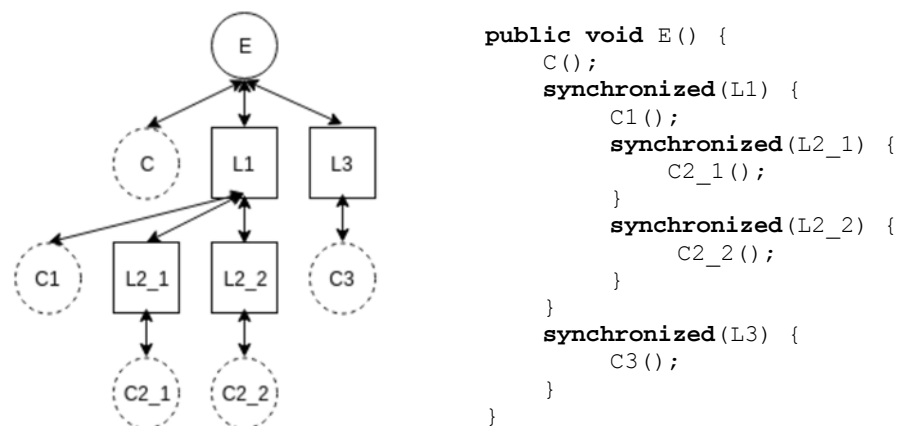 E
C
L1
L3
C1
L2_1
L2_2
C3
C2_1
C2_2
public void E() {
C();
synchronized(L1) {
C1();
synchronized(L2_1) {
C2_1();
}
synchronized(L2_2) {
C2_2();
}
}
synchronized(L3) {
C3();
}
}